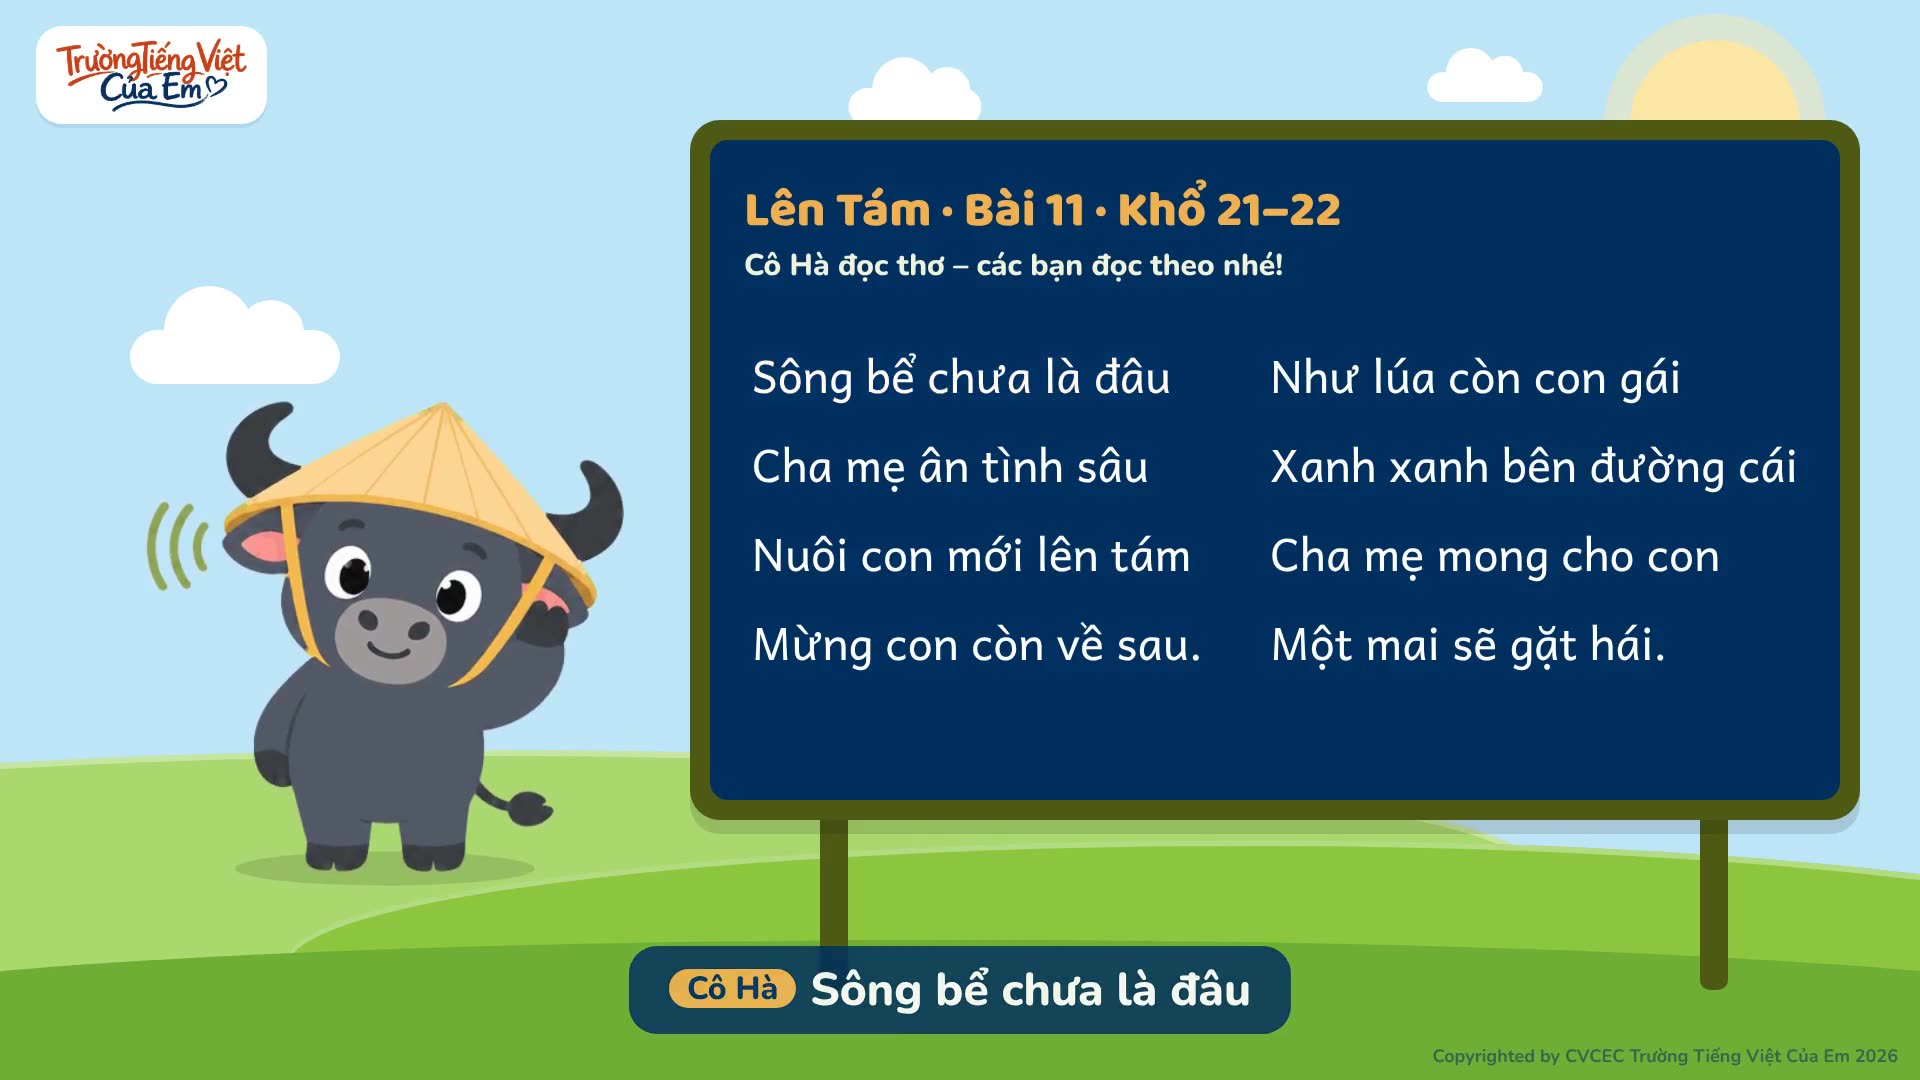 Trường Tiếng Việt
Của Em
Lên Tám · Bài 11 · Khổ 21–22
Cô Hà đọc thơ – các bạn đọc theo nhé!
Sông bể chưa là đâu
Cha mẹ ân tình sâu
Nuôi con mới lên tám
Mừng con còn về sau.
Như lúa còn con gái
Xanh xanh bên đường cái
Cha mẹ mong cho con
Một mai sẽ gặt hái.
Cô Hà Sông bể chưa là đâu
Copyrighted by CVCEC Trường Tiếng Việt Của Em 2026